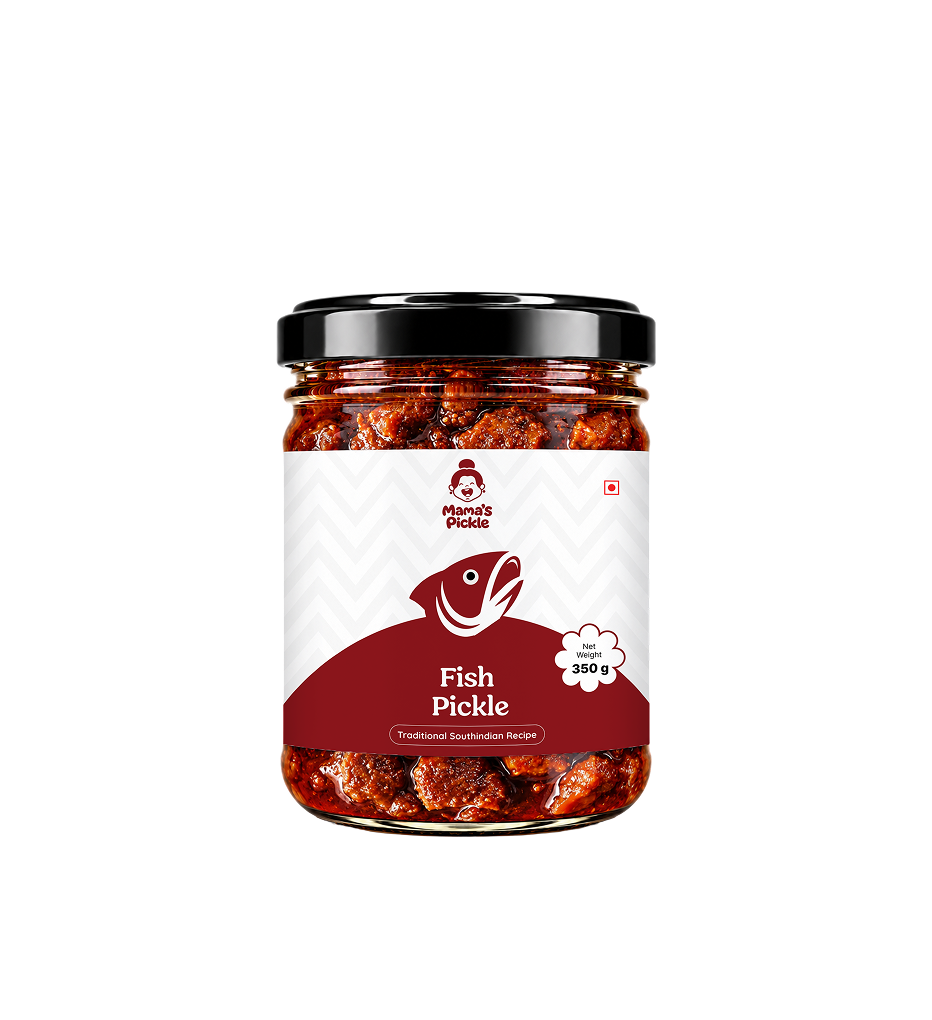 Mama's
Pickle
Net
Weight
350 g
Fish
Pickle
Traditional Southindian Recipe